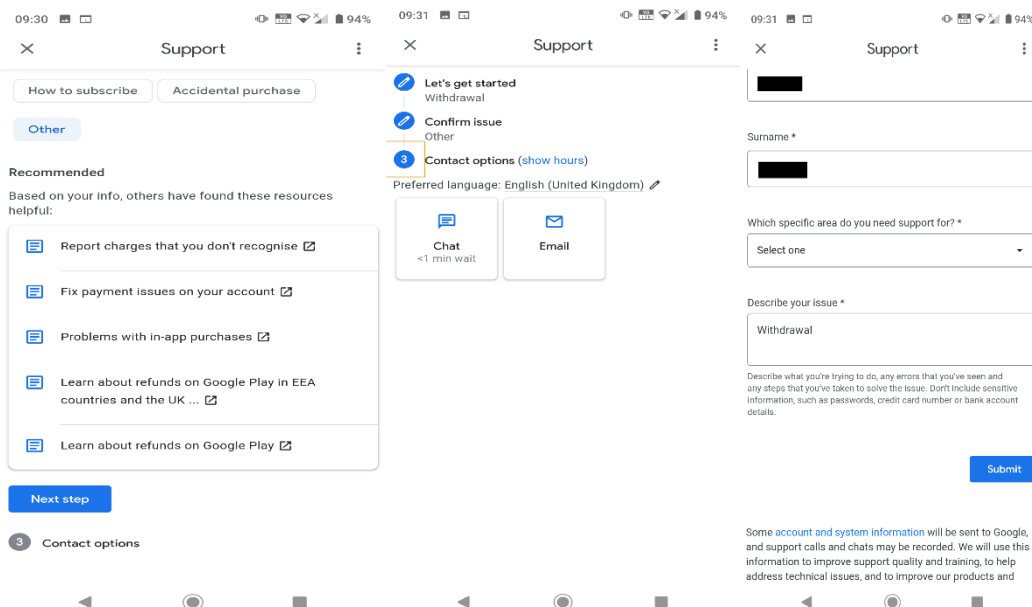 09:30
94%
Support
How to subscribe
Accidental purchase
Other
Recommended
Based on your info, others have found these resources
helpful:
Report charges that you don't recognise
Fix payment issues on your account
Problems with in-app purchases
Learn about refunds on Google Play in EEA
countries and the UK ...
Learn about refunds on Google Play
Next step
3 Contact options
09:31
94%
Support
Let's get started
Withdrawal
Confirm issue
Other
3 Contact options (show hours)
Preferred language: English (United Kingdom)
Chat
<1 min wait
Email
09:31
94%
Support
Surname *
Which specific area do you need support for? *
Select one
Describe your issue *
Withdrawal
Describe what you're trying to do, any errors that you've seen and
any steps that you've taken to solve the issue. Don't include sensitive
information, such as passwords, credit card number or bank account
details.
Submit
Some account and system information will be sent to Google,
and support calls and chats may be recorded. We will use this
information to improve support quality and training, to help
address technical issues, and to improve our products and